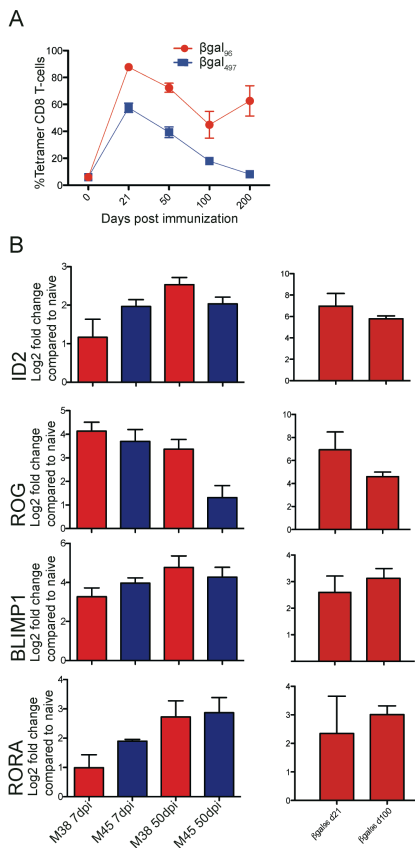 A
βgal96
βgal497
%Tetramer CD8 T-cells
100
80
60
40
20
0
0
21
50
100
200
Days post immunization
B
ID2
Log2 fold change
compared to naive
3
2
1
0
8
6
4
2
0
ROG
Log2 fold change
compared to naive
5
4
3
2
1
0
8
6
4
2
0
BLIMP1
Log2 fold change
compared to naive
6
4
2
0
4
3
2
1
0
RORA
Log2 fold change
compared to naive
4
3
2
1
0
4
3
2
1
0
M38 7dpi
M45 7dpi
M38 50dpi
M45 50dpi
βgal96 d21
βgal96 d100